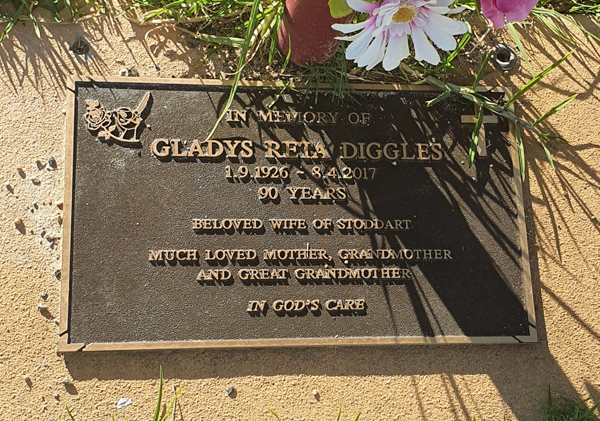 IN MEMORY OF
GLADYS RETA DIGGLES
1.9.1926 - 8.4.2017
90 YEARS
BELOVED WIFE OF STODDART
MUCH LOVED MOTHER, GRANDMOTHER
AND GREAT GRANDMOTHER
IN GOD'S CARE